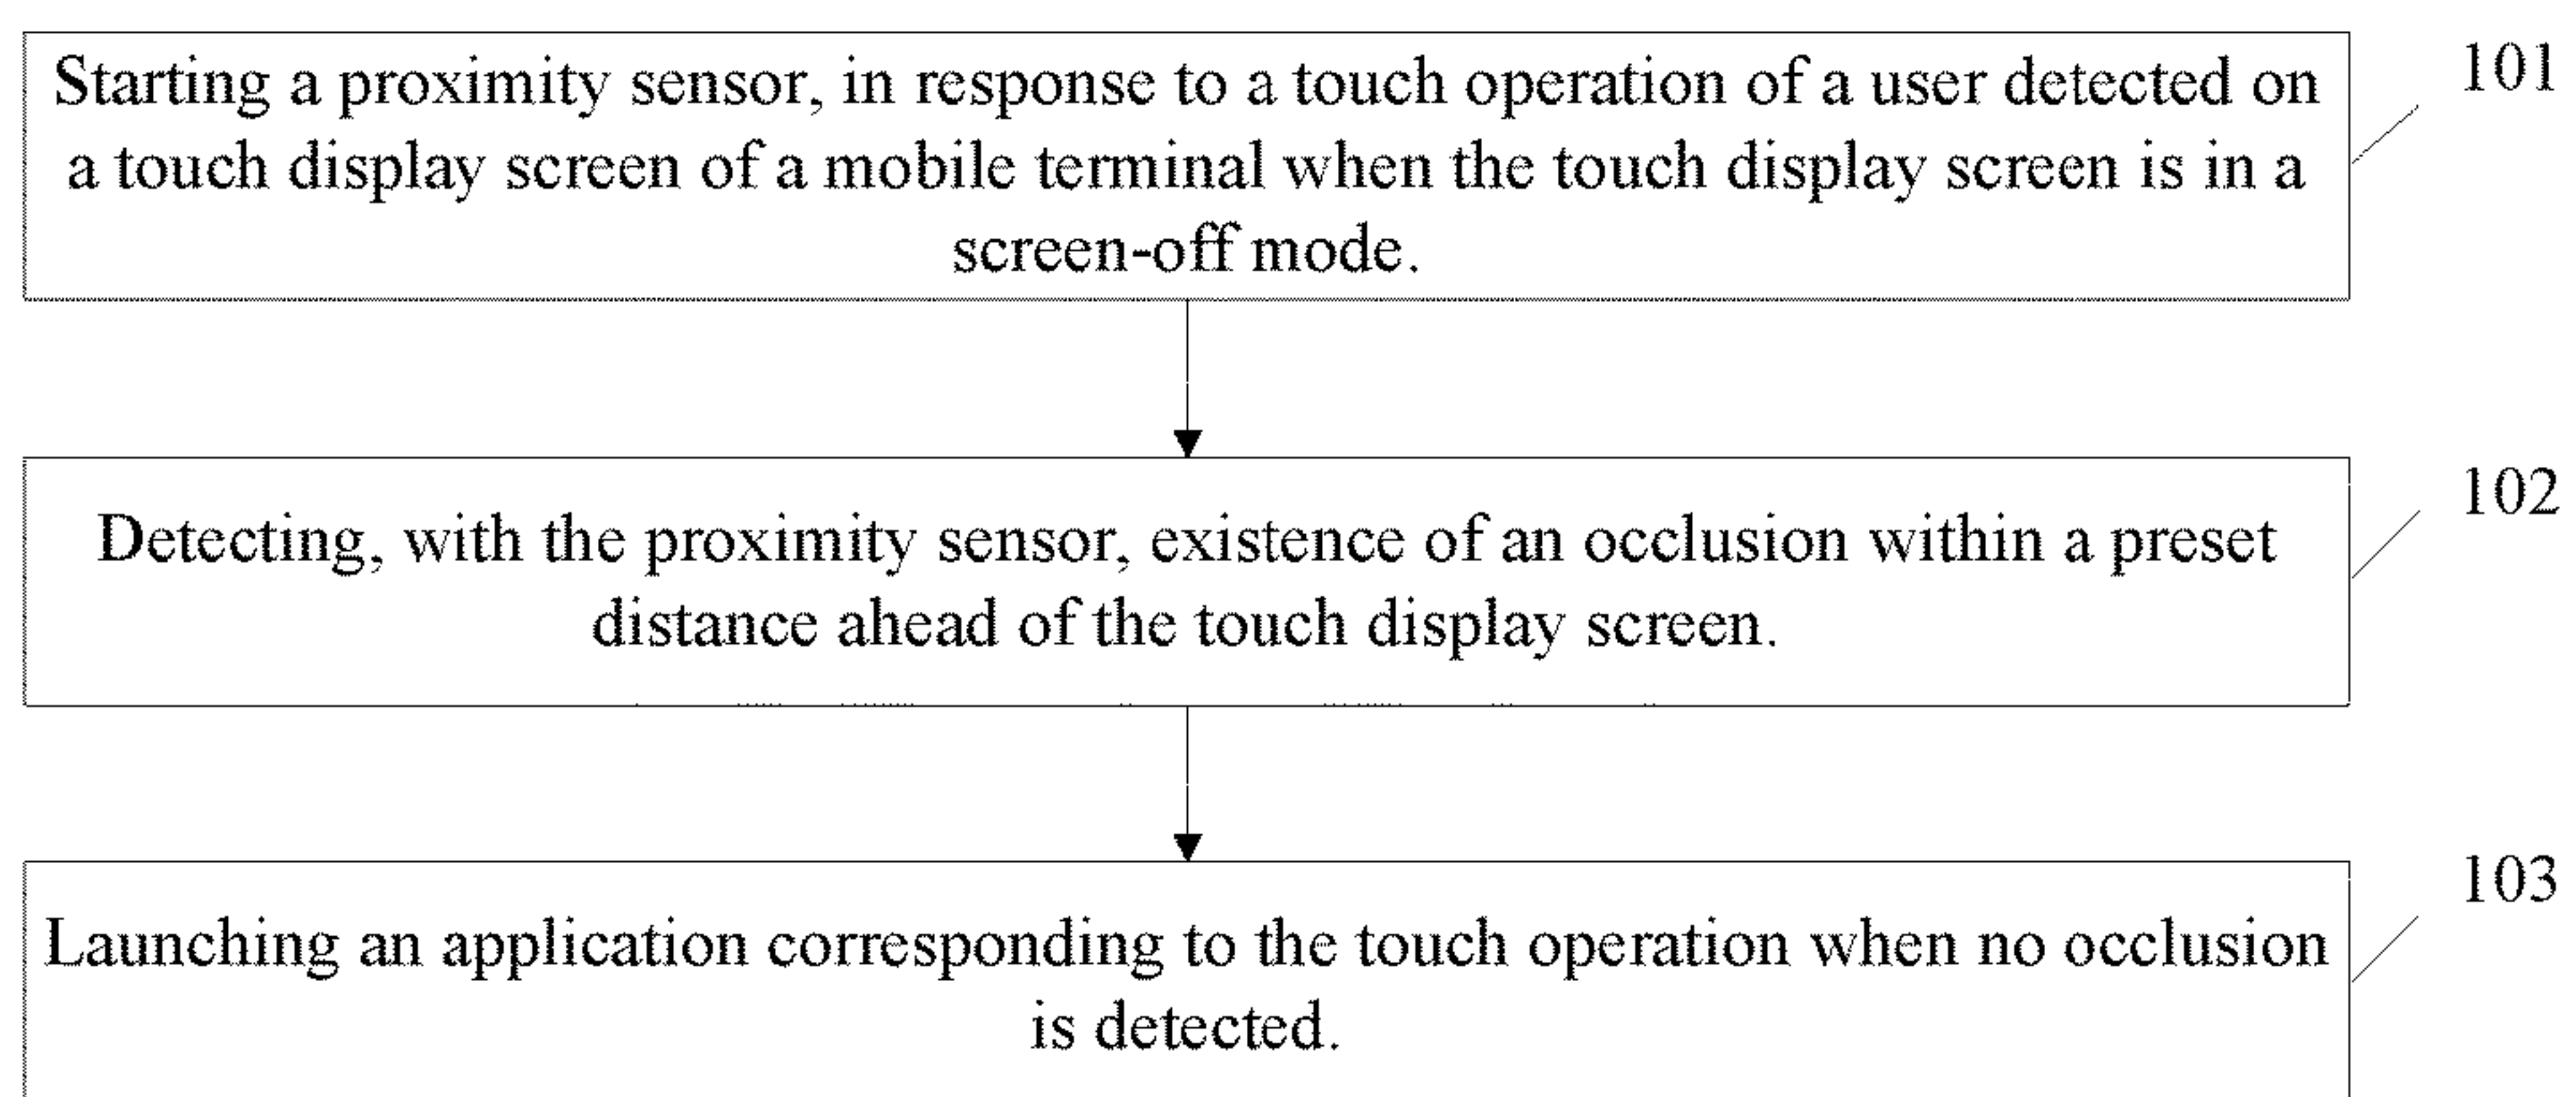 Starting a proximity sensor, in response to a touch operation of a user detected on
a touch display screen of a mobile terminal when the touch display screen is in a
screen-off mode.
101
Detecting, with the proximity sensor, existence of an occlusion within a preset
distance ahead of the touch display screen.
102
Launching an application corresponding to the touch operation when no occlusion
is detected.
103